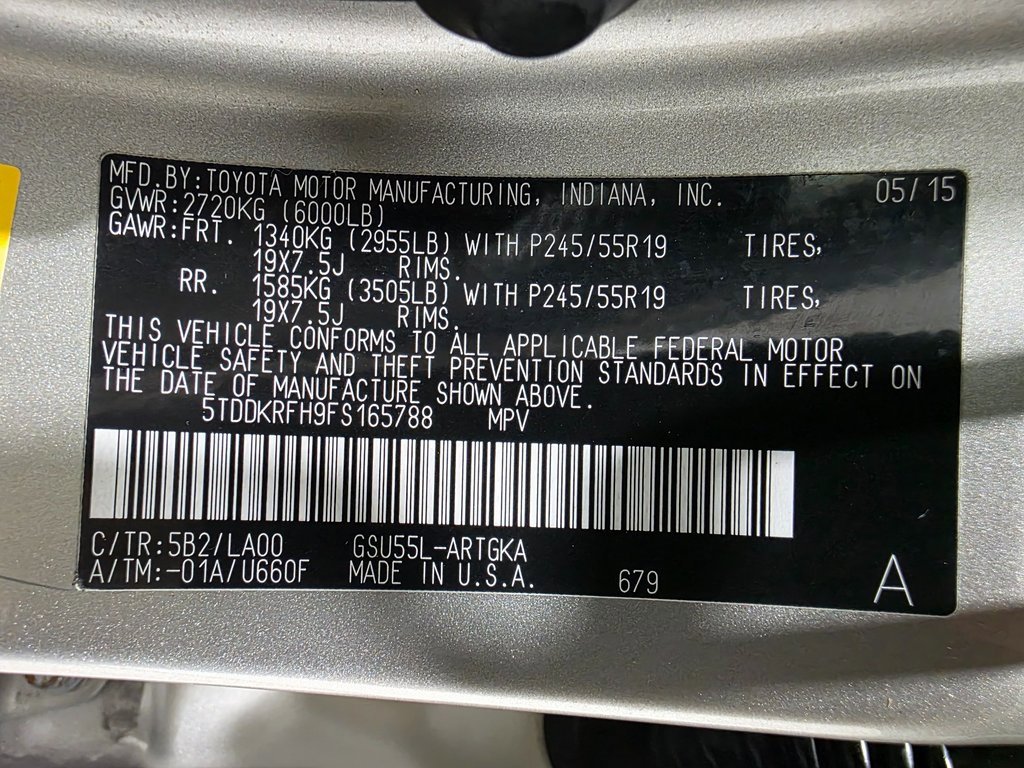 MFD.BY:TOYOTA MOTOR MANUFACTURING, INDIANA, INC. 05/15
GVWR:2720KG (6000LB)
GAWR:FRT. 1340KG (2955LB) WITH P245/55R19 TIRES,
19X7.5J RIMS.
RR. 1585KG (3505LB) WITH P245/55R19 TIRES,
19X7.5J RIMS.
THIS VEHICLE CONFORMS TO ALL APPLICABLE FEDERAL MOTOR
VEHICLE SAFETY AND THEFT PREVENTION STANDARDS IN EFFECT ON
THE DATE OF MANUFACTURE SHOWN ABOVE.
5TDDKRFH9FS165788 MPV
C/TR:5B2/LA00 GSU55L-ARTGKA
A/TM:-01A/U660F MADE IN U.S.A. 679 A